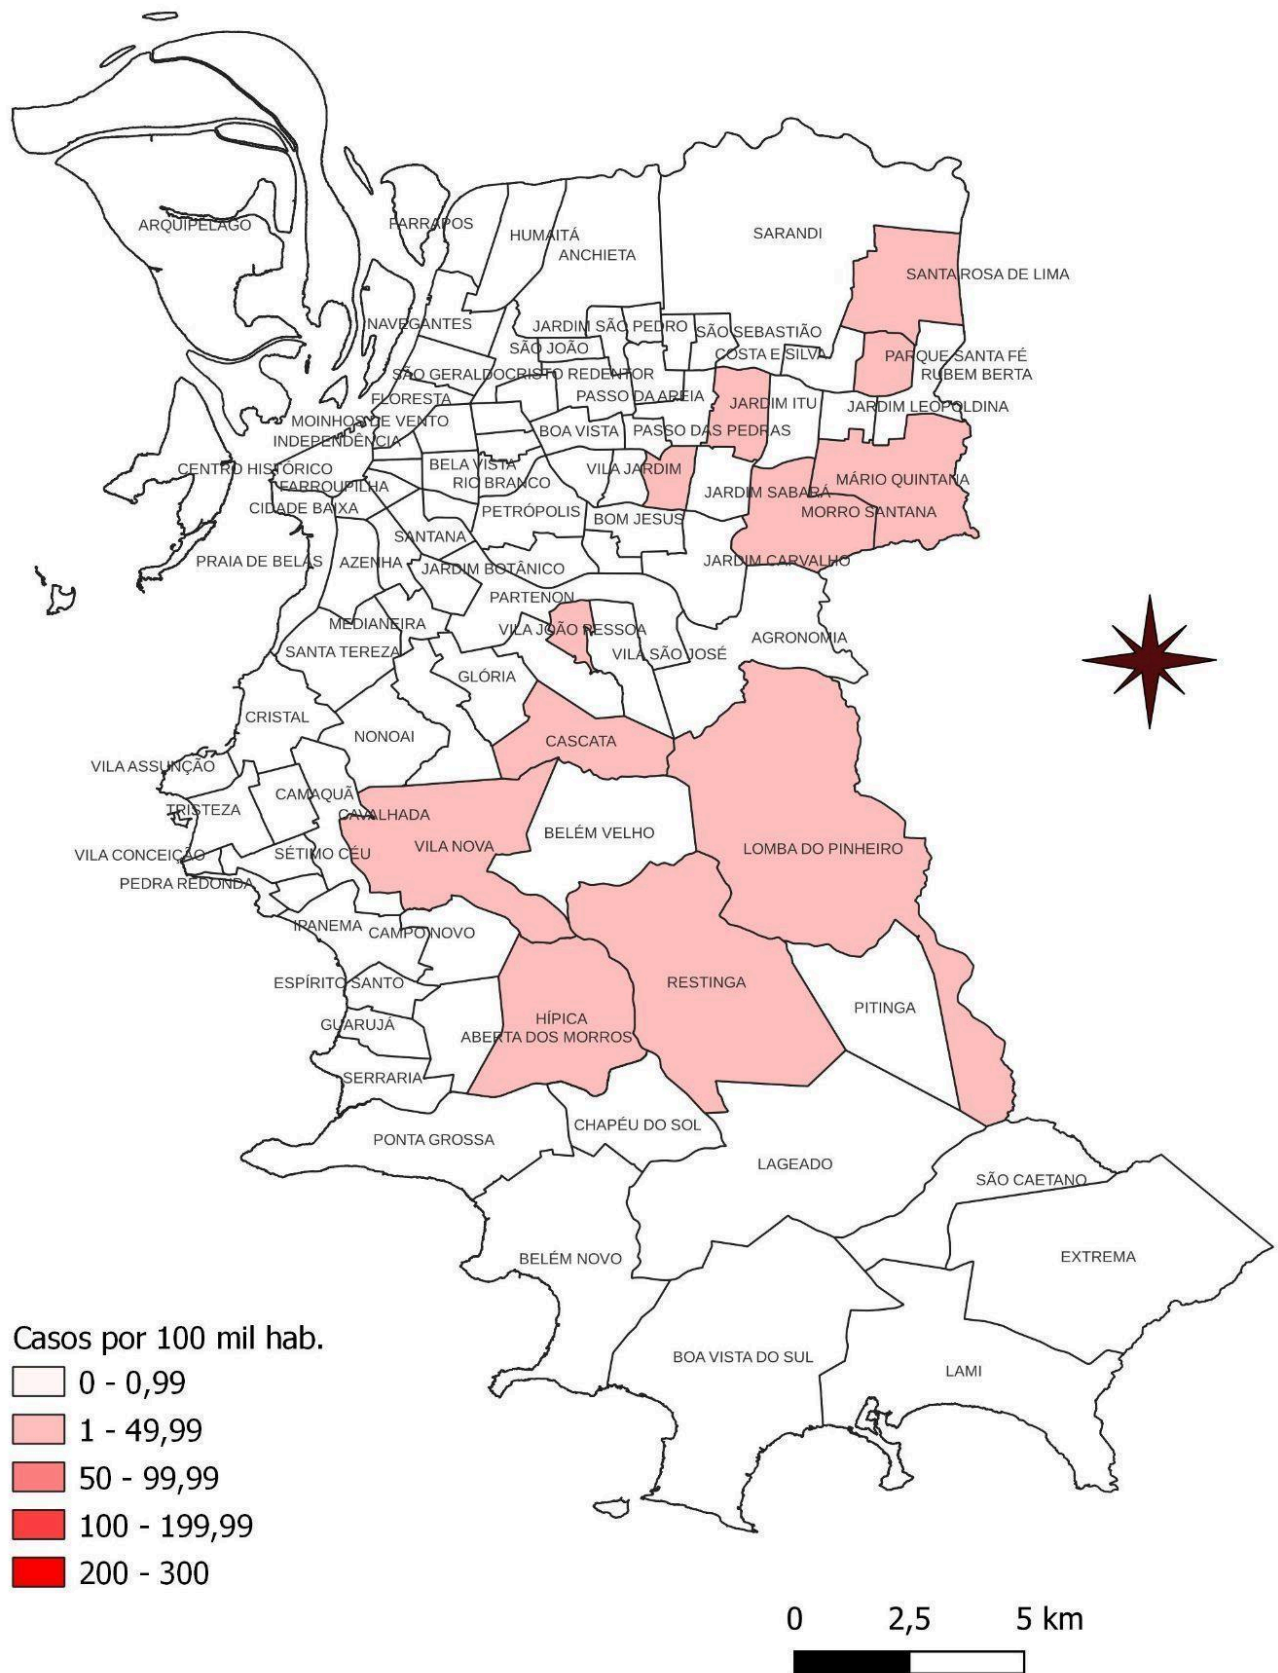 ARQUIPÉLAGO
FARRAPOS
HUMAITÁ
ANCHIETA
SARANDI
SANTA ROSA DE LIMA
NAVEGANTES
JARDIM SÃO PEDRO
SÃO SEBASTIÃO
SÃO JOÃO
COSTA E SILVA
PARQUE SANTA FÉ
SÃO GERALDO
CRISTO REDENTOR
RUBEM BERTA
FLORESTA
PASSO DA AREIA
JARDIM ITU
JARDIM LEOPOLDINA
MOINHOS DE VENTO
BOA VISTA
PASSO DAS PEDRAS
INDEPENDÊNCIA
CENTRO HISTÓRICO
BELA VISTA
VILA JARDIM
MÁRIO QUINTANA
FARROUPILHA
RIO BRANCO
JARDIM SABARÁ
CIDADE BAIXA
PETRÓPOLIS
BOM JESUS
MORRO SANTANA
SANTANA
PRAIA DE BELAS
AZENHA
JARDIM BOTÂNICO
JARDIM CARVALHO
PARTENON
MEDIANEIRA
VILA JOÃO PESSOA
AGRONOMIA
SANTA TEREZA
VILA SÃO JOSÉ
GLÓRIA
CRISTAL
NONOAI
CASCATA
VILA ASSUNÇÃO
TRISTEZA
CAMAQUÃ
CAVALHADA
BELÉM VELHO
VILA NOVA
LOMBA DO PINHEIRO
VILA CONCEIÇÃO
SÉTIMO CÉU
PEDRA REDONDA
IPANEMA
CAMPO NOVO
ESPÍRITO SANTO
RESTINGA
PITINGA
GUARUJÁ
HÍPICA
ABERTA DOS MORROS
SERRARIA
PONTA GROSSA
CHAPÉU DO SOL
LAGEADO
SÃO CAETANO
BELÉM NOVO
EXTREMA
BOA VISTA DO SUL
LAMI
Casos por 100 mil hab.
0 - 0,99
1 - 49,99
50 - 99,99
100 - 199,99
200 - 300
0 2,5 5 km